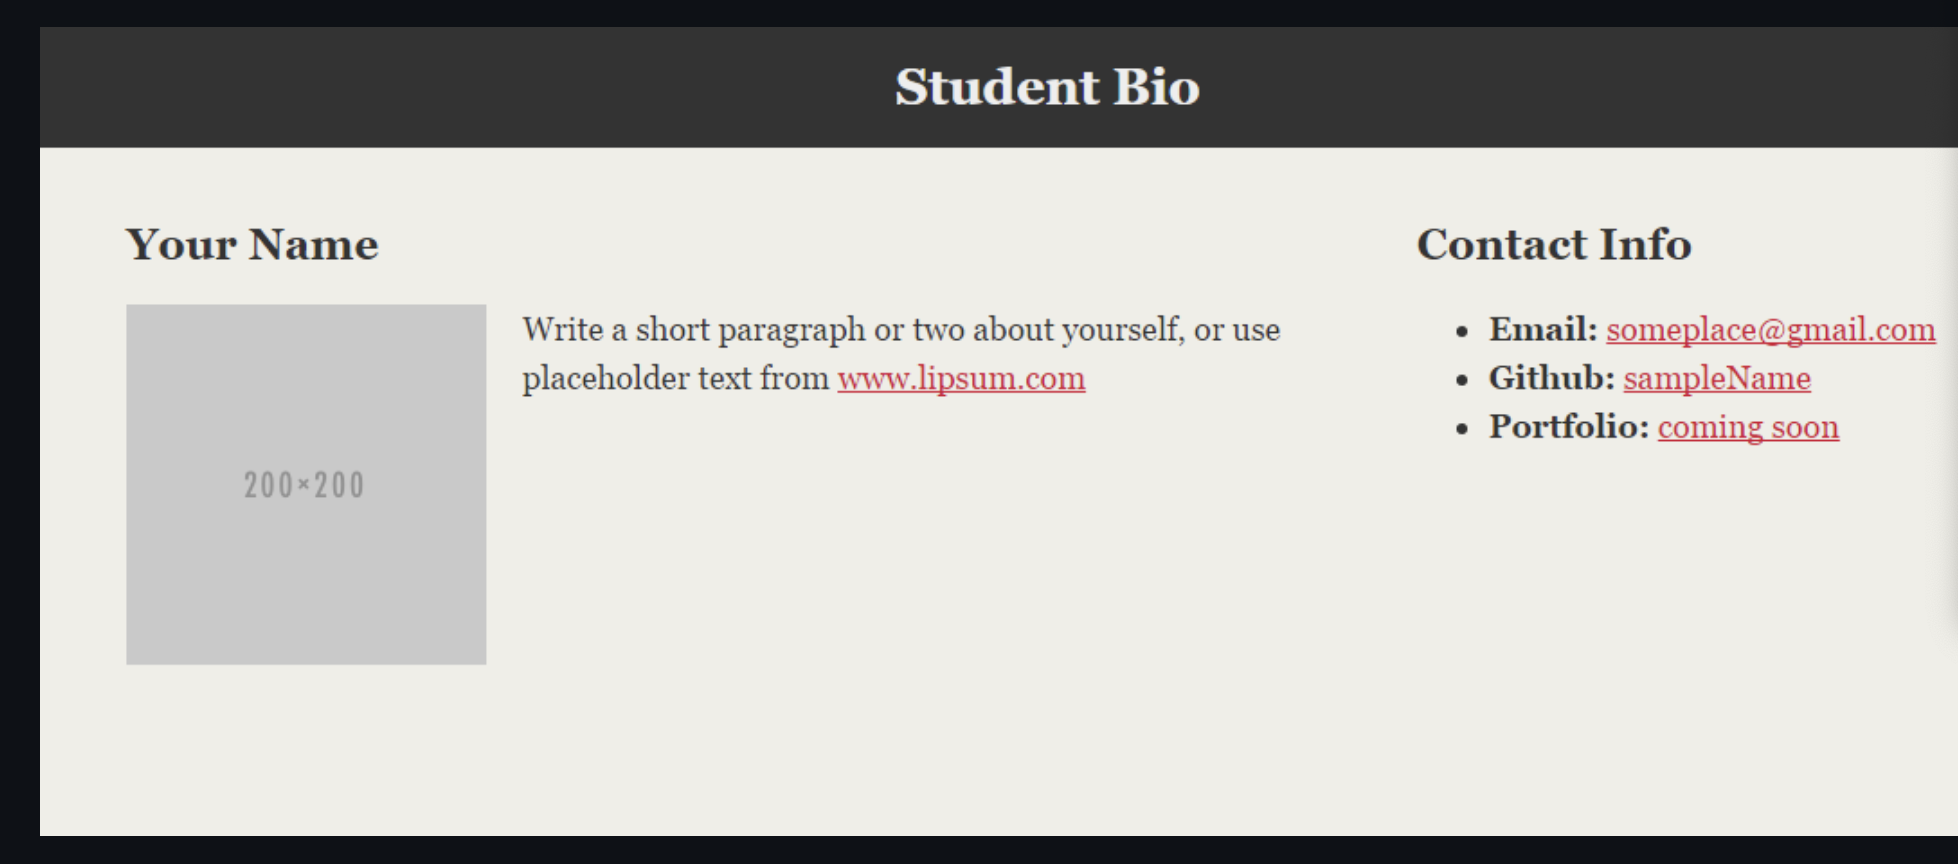 Student Bio
Your Name
200×200
Write a short paragraph or two about yourself, or use
placeholder text from www.lipsum.com
Contact Info
• Email: someplace@gmail.com
• Github: sampleName
• Portfolio: coming soon